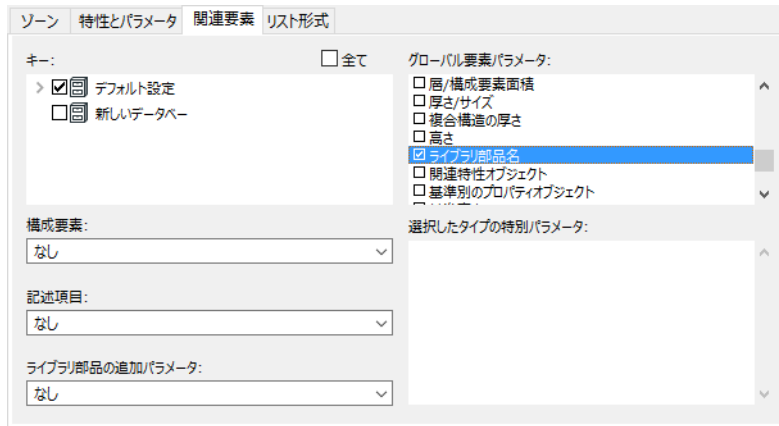 ゾーン 特性とパラメータ 関連要素 リスト形式
キー: 全て
デフォルト設定
新しいデータベー
構成要素:
なし
記述項目:
なし
ライブラリ部品の追加パラメータ:
なし
グローバル要素パラメータ:
層/構成要素面積
厚さ/サイズ
複合構造の厚さ
高さ
ライブラリ部品名
関連特性オブジェクト
基準別のプロパティオブジェクト
選択したタイプの特別パラメータ: